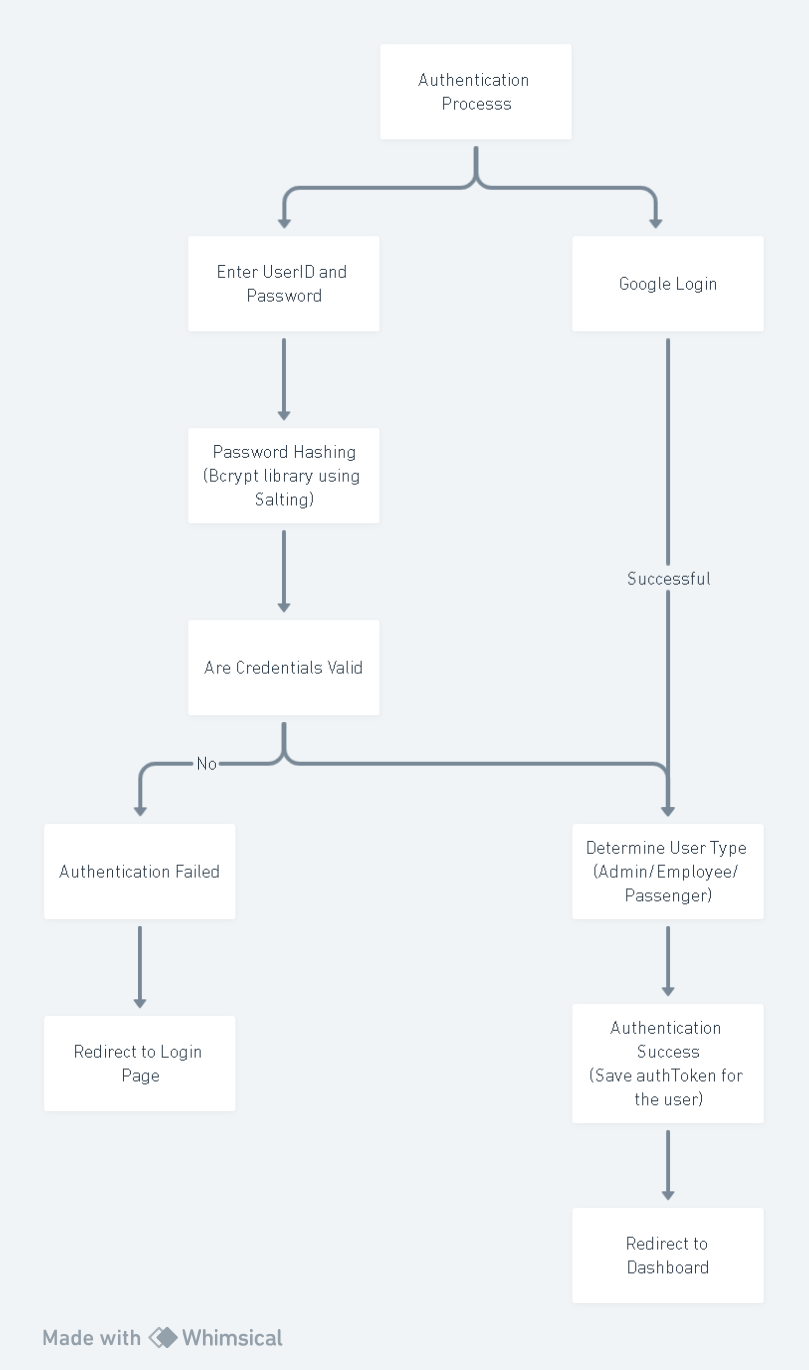 Authentication
Processs
Enter UserID and
Password
Google Login
Password Hashing
(Bcrypt library using
Salting)
Successful
Are Credentials Valid
No
Authentication Failed
Determine User Type
(Admin/Employee/
Passenger)
Redirect to Login
Page
Authentication
Success
(Save authToken for
the user)
Redirect to
Dashboard
Made with Whimsical